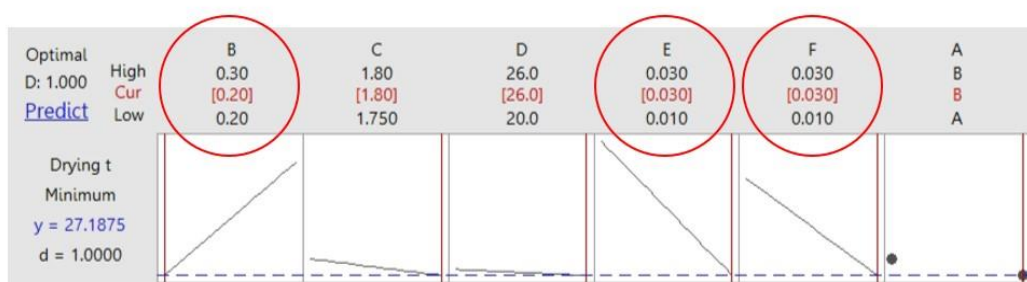 Optimal
D: 1.000
Predict
High
Cur
Low
B
0.30
[0.20]
0.20
C
1.80
[1.80]
1.750
D
26.0
[26.0]
20.0
E
0.030
[0.030]
0.010
F
0.030
[0.030]
0.010
A
B
B
A
Drying t
Minimum
y = 27.1875
d = 1.0000